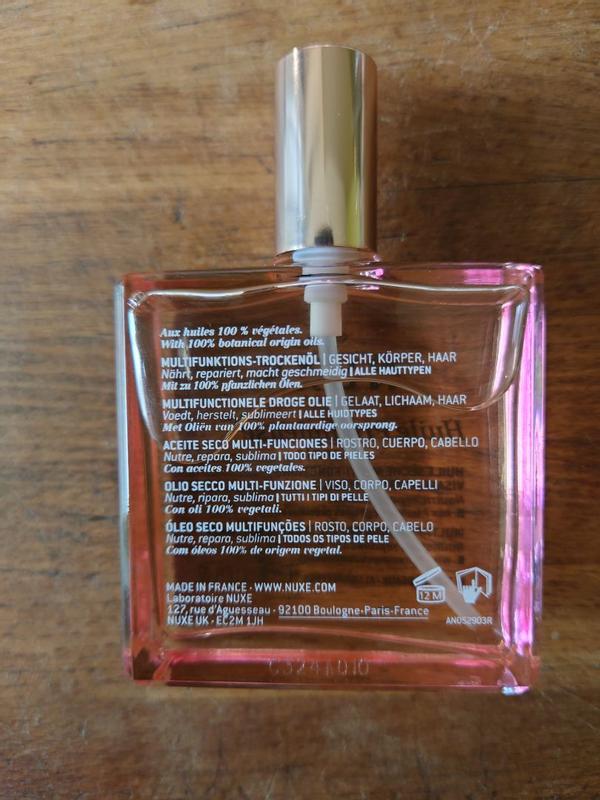 Aux huiles 100 % végétales.
With 100% botanical origin oils.
MULTIFUNKTIONS-TROCKENÖL | GESICHT, KÖRPER, HAAR
Nährt, repariert, macht geschmeidig | ALLE HAUTTYPEN
Mit zu 100% pfanzlichen Ölen.
MULTIFUNCTIONELE DROGE OLIE | GELAAT, LICHAAM, HAAR
Voedt, herstelt, sublimeert | ALLE HUIDTYPES
Met Oliën van 100% plantaardige oorsprong.
ACEITE SECO MULTI-FUNCIONES | ROSTRO, CUERPO, CABELLO
Nutre, repara, sublima | TODO TIPO DE PIELES
Con aceites 100% vegetales.
OLIO SECCO MULTI-FUNZIONE | VISO, CORPO, CAPELLI
Nutre, ripara, sublima | TUTTI I TIPI DI PELLE
Con oli 100% vegetali.
ÓLEO SECO MULTIFUNÇÕES | ROSTO, CORPO, CABELO
Nutre, repara, sublima | TODOS OS TIPOS DE PELE
Com óleos 100% de origem vegetal.
MADE IN FRANCE · WWW.NUXE.COM
Laboratoire NUXE
127, rue d'Aguesseau · 92100 Boulogne-Paris-France
NUXE UK · EC2M 1JH
12 M
AN052903R
C324A010